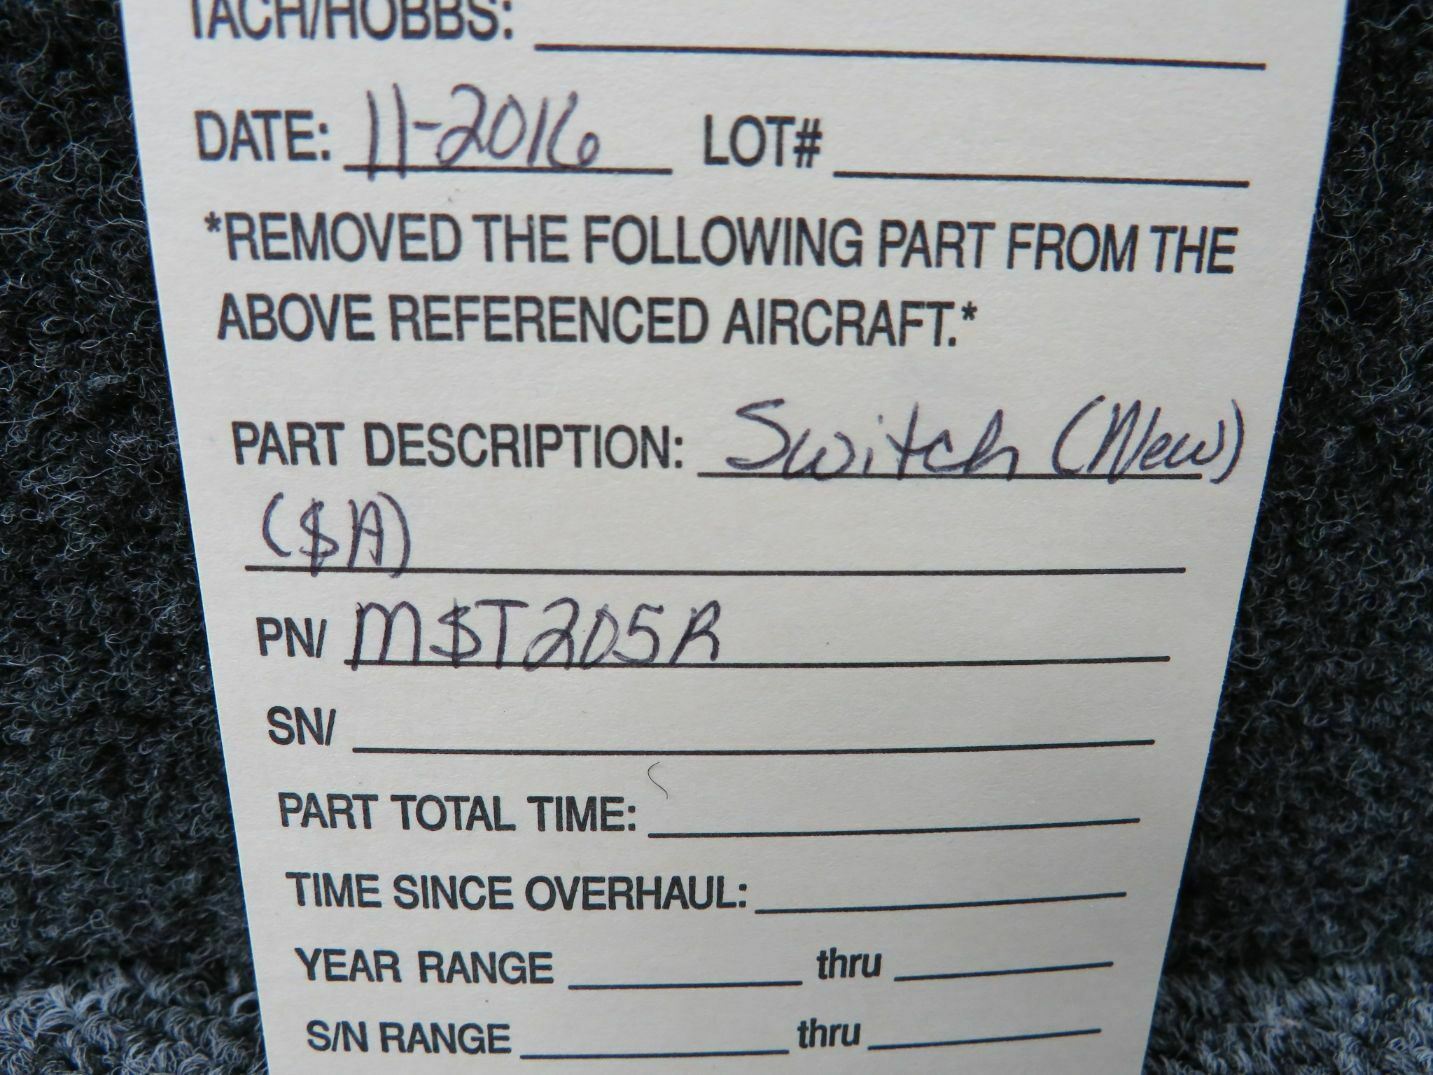 TACH/HOBBS:
DATE: 11-2016 LOT#
*REMOVED THE FOLLOWING PART FROM THE
ABOVE REFERENCED AIRCRAFT.*
PART DESCRIPTION: Switch (New)
($A)
PN/ M$T205R
SN/
PART TOTAL TIME:
TIME SINCE OVERHAUL:
YEAR RANGE thru
S/N RANGE thru